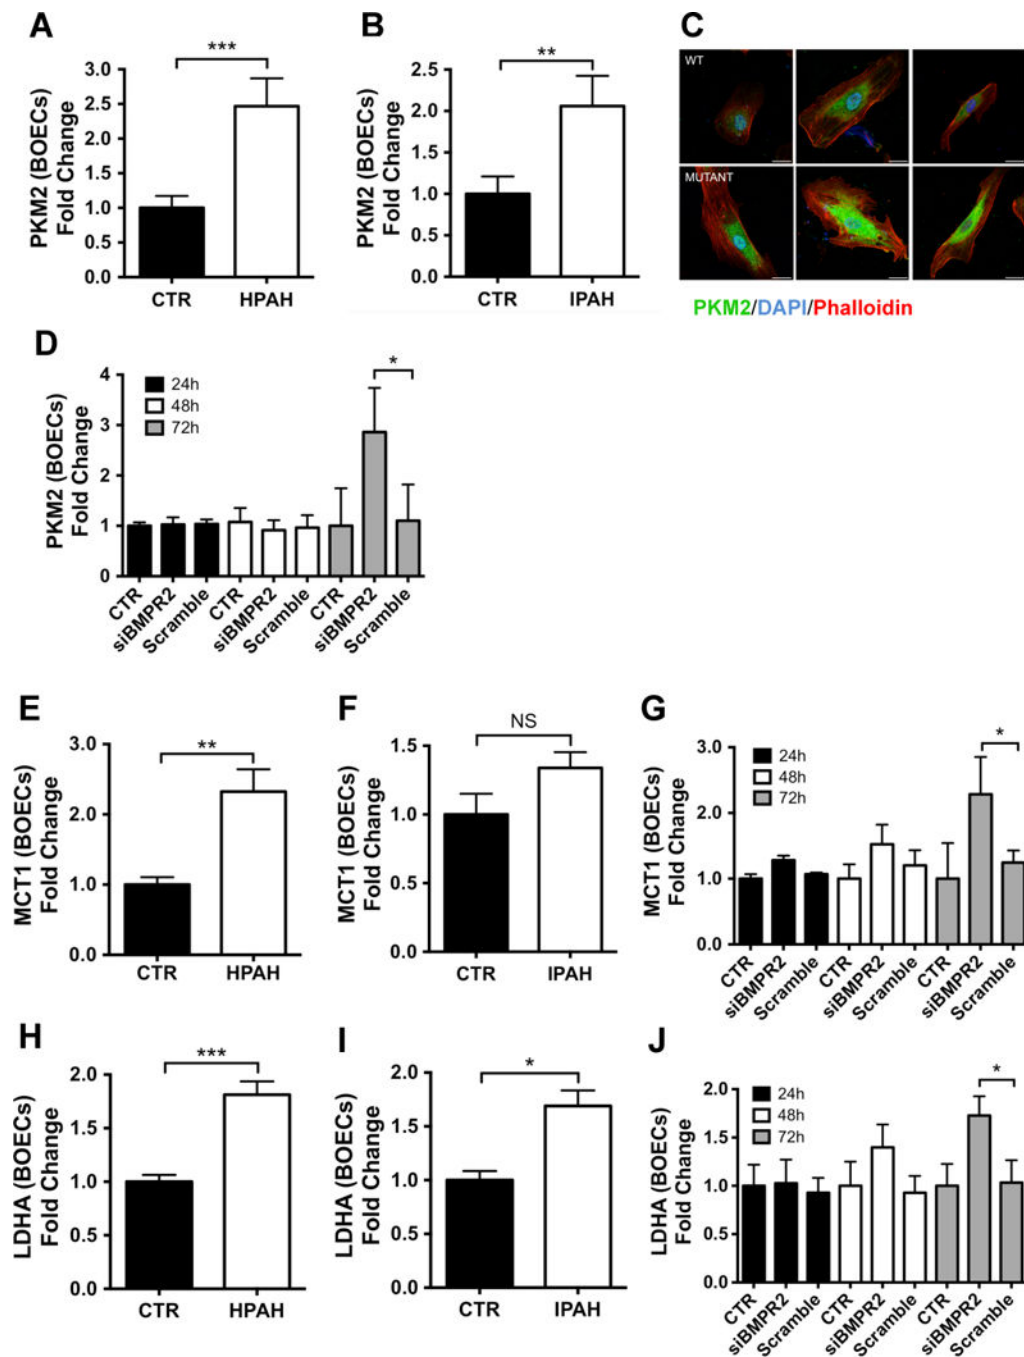 A
***
PKM2 (BOECs)
Fold Change
3.0
2.5
2.0
1.5
1.0
0.5
0.0
CTR
HPAH
B
**
PKM2 (BOECs)
Fold Change
2.5
2.0
1.5
1.0
0.5
0.0
CTR
IPAH
C
WT
MUTANT
PKM2/DAPI/Phalloidin
D
*
PKM2 (BOECs)
Fold Change
4
3
2
1
0
24h
48h
72h
CTR
siBMPR2
Scramble
CTR
siBMPR2
Scramble
CTR
siBMPR2
Scramble
E
**
MCT1 (BOECs)
Fold Change
3.0
2.0
1.0
0.0
CTR
HPAH
F
NS
MCT1 (BOECs)
Fold Change
1.5
1.0
0.5
0.0
CTR
IPAH
G
*
MCT1 (BOECs)
Fold Change
3.0
2.0
1.0
0.0
24h
48h
72h
CTR
siBMPR2
Scramble
CTR
siBMPR2
Scramble
CTR
siBMPR2
Scramble
H
***
LDHA (BOECs)
Fold Change
2.0
1.5
1.0
0.5
0.0
CTR
HPAH
I
*
LDHA (BOECs)
Fold Change
2.0
1.5
1.0
0.5
0.0
CTR
IPAH
J
*
LDHA (BOECs)
Fold Change
2.0
1.5
1.0
0.5
0.0
24h
48h
72h
CTR
siBMPR2
Scramble
CTR
siBMPR2
Scramble
CTR
siBMPR2
Scramble